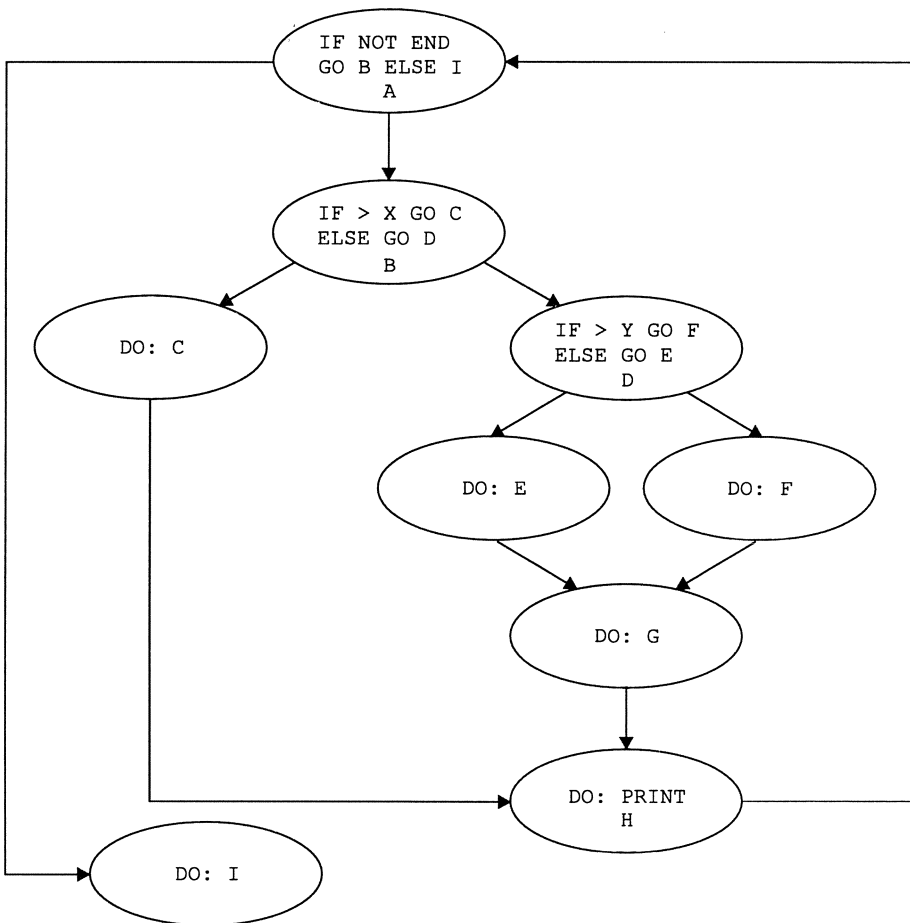 IF NOT END
GO B ELSE I
A
IF > X GO C
ELSE GO D
B
DO: C
IF > Y GO F
ELSE GO E
D
DO: E
DO: F
DO: G
DO: PRINT
H
DO: I